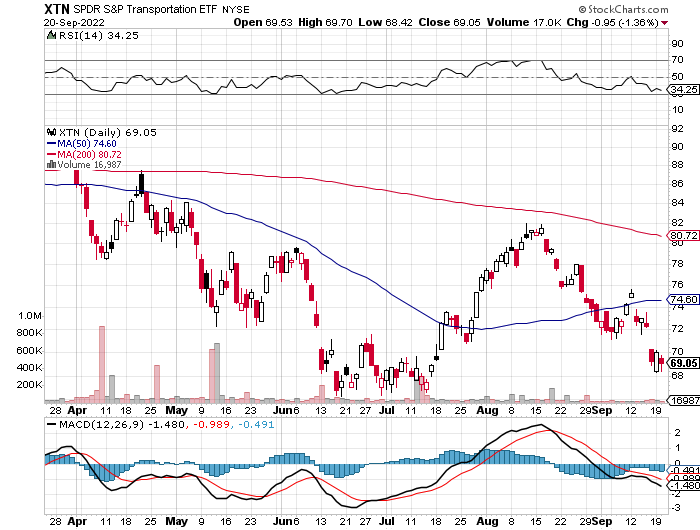 XTN SPDR S&P Transportation ETF NYSE
© StockCharts.com
20-Sep-2022
Open 69.53 High 69.70 Low 68.42 Close 69.05 Volume 17.0K Chg -0.95 (-1.36%)
RSI(14) 34.25
90
70
50
34.25
30
10
XTN (Daily) 69.05
MA(50) 74.60
MA(200) 80.72
Volume 16,987
92
90
88
86
84
82
80.72
80
78
76
74.60
74
72
70
69.05
68
16987
1.0M
800K
600K
400K
200K
28 Apr 11 18 25 May 9 16 23 Jun 6 13 21 27 Jul 11 18 25 Aug 8 15 22 29 Sep 12 19
MACD(12,26,9) -1.480, -0.989, -0.491
2
1
0
-0.491
-0.989
-1.480
-2
-3
28 Apr 11 18 25 May 9 16 23 Jun 6 13 21 27 Jul 11 18 25 Aug 8 15 22 29 Sep 12 19